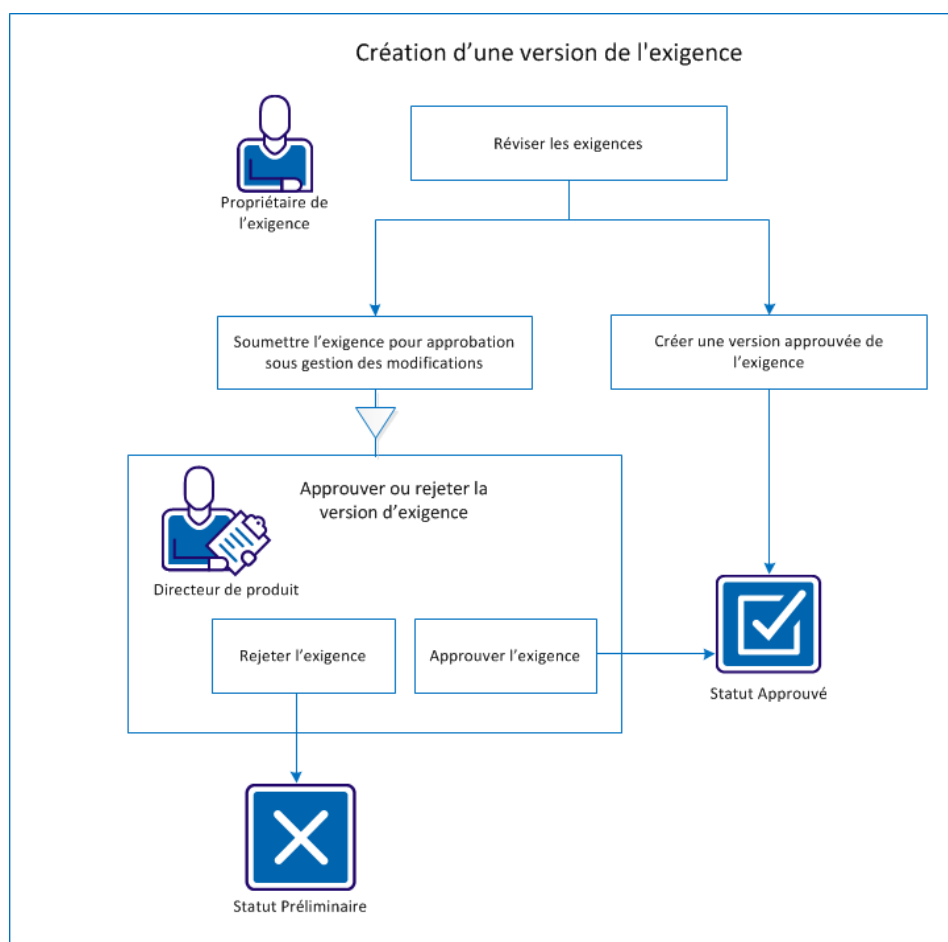 Création d’une version de l'exigence
Réviser les exigences
Propriétaire de
l’exigence
Soumettre l’exigence pour approbation
sous gestion des modifications
Créer une version approuvée de
l’exigence
Approuver ou rejeter la
version d’exigence
Directeur de produit
Rejeter l’exigence
Approuver l’exigence
Statut Approuvé
Statut Préliminaire